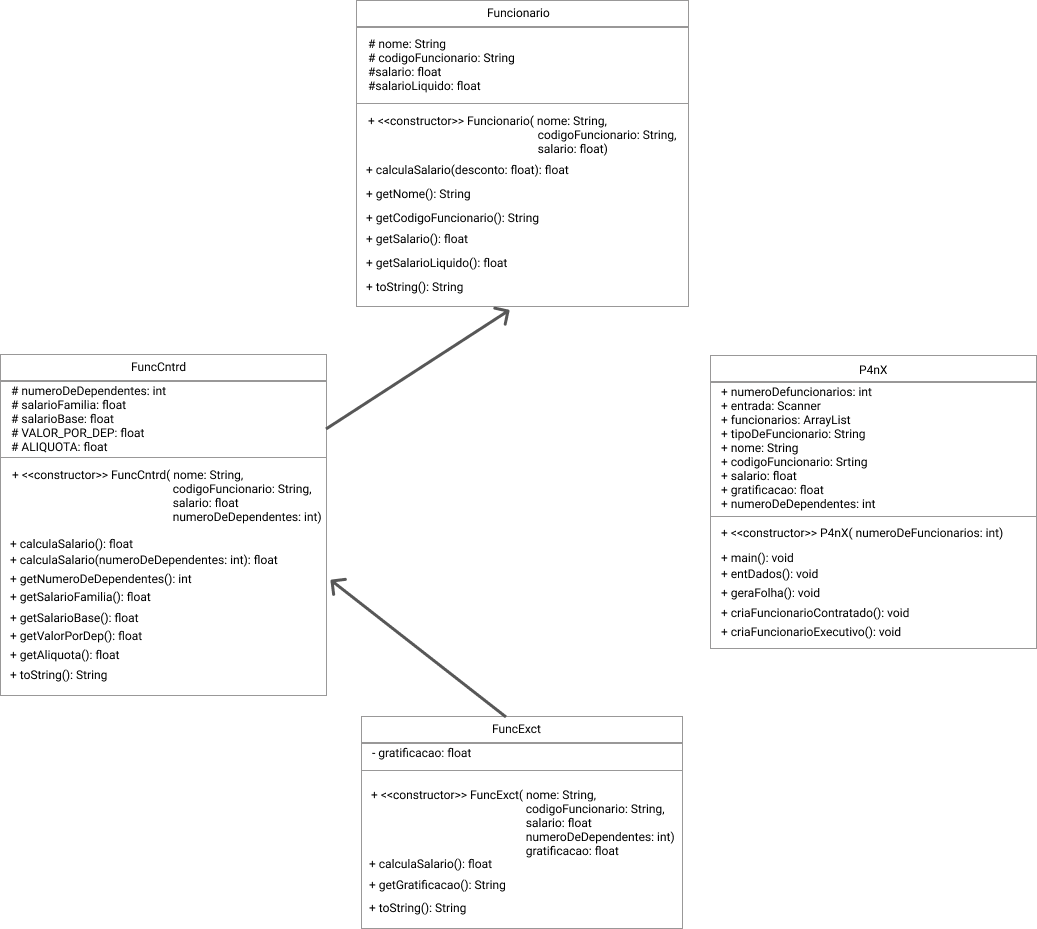 Funcionario
# nome: String
# codigoFuncionario: String
#salario: float
#salarioLiquido: float
+ <<constructor>> Funcionario( nome: String,
codigoFuncionario: String,
salario: float)
+ calculaSalario(desconto: float): float
+ getNome(): String
+ getCodigoFuncionario(): String
+ getSalario(): float
+ getSalarioLiquido(): float
+ toString(): String
FuncCntrd
# numeroDeDependentes: int
# salarioFamilia: float
# salarioBase: float
# VALOR_POR_DEP: float
# ALIQUOTA: float
+ <<constructor>> FuncCntrd( nome: String,
codigoFuncionario: String,
salario: float
numeroDeDependentes: int)
+ calculaSalario(): float
+ calculaSalario(numeroDeDependentes: int): float
+ getNumeroDeDependentes(): int
+ getSalarioFamilia(): float
+ getSalarioBase(): float
+ getValorPorDep(): float
+ getAliquota(): float
+ toString(): String
P4nX
+ numeroDefuncionarios: int
+ entrada: Scanner
+ funcionarios: ArrayList
+ tipoDeFuncionario: String
+ nome: String
+ codigoFuncionario: Srting
+ salario: float
+ gratificacao: float
+ numeroDeDependentes: int
+ <<constructor>> P4nX( numeroDeFuncionarios: int)
+ main(): void
+ entDados(): void
+ geraFolha(): void
+ criaFuncionarioContratado(): void
+ criaFuncionarioExecutivo(): void
FuncExct
- gratificacao: float
+ <<constructor>> FuncExct( nome: String,
codigoFuncionario: String,
salario: float
numeroDeDependentes: int)
gratificacao: float
+ calculaSalario(): float
+ getGratificacao(): String
+ toString(): String